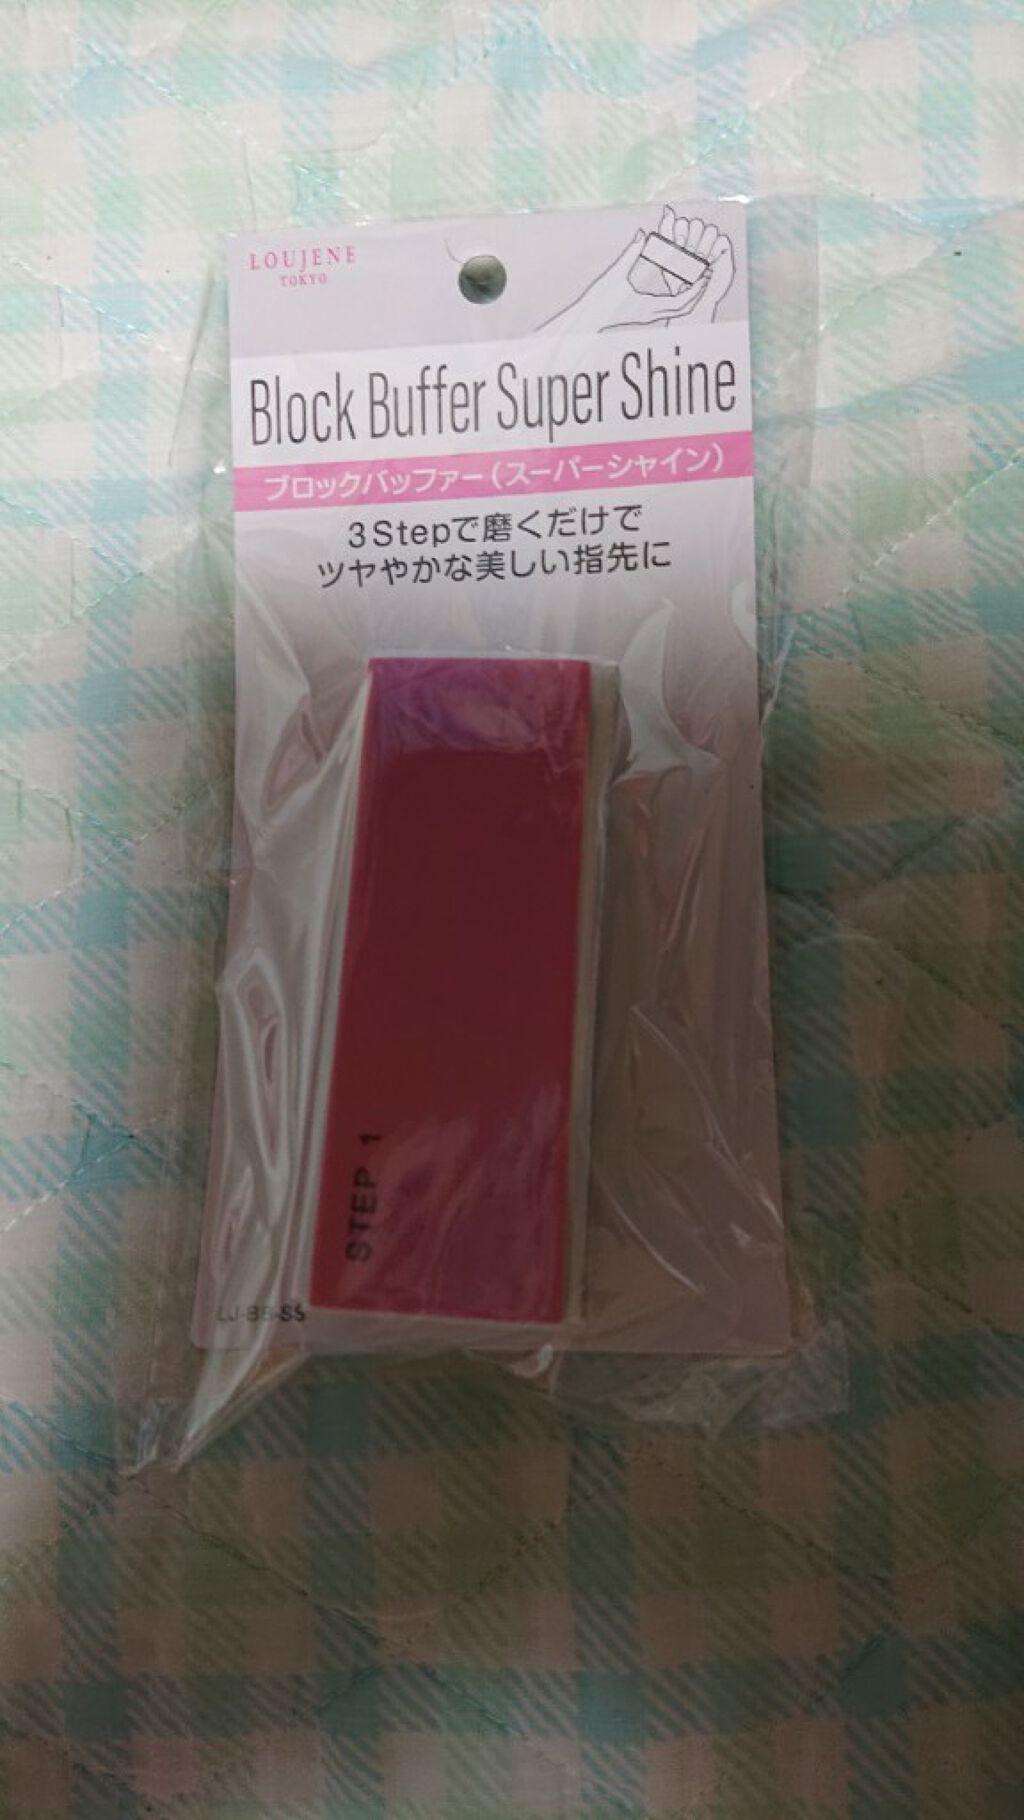 LOUJENE
TOKYO
Block Buffer Super Shine
ブロックバッファー(スーパーシャイン)
3Stepで磨くだけで
ツヤやかな美しい指先に
STEP 1